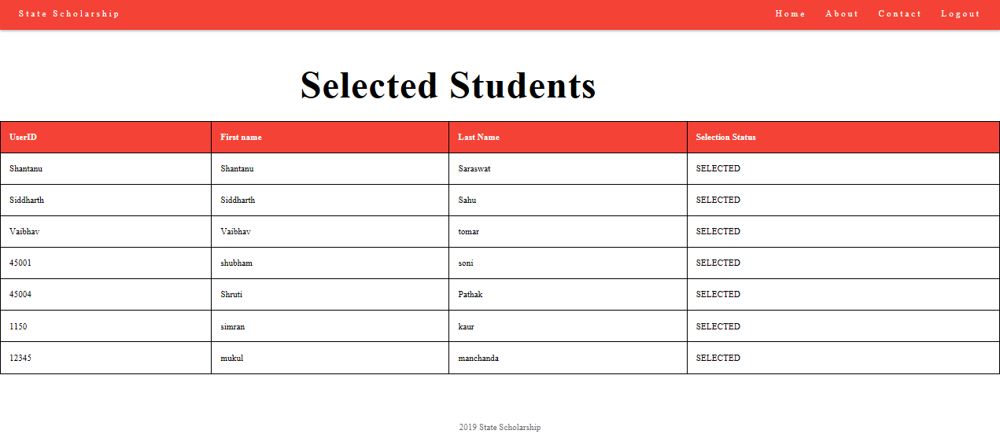 State Scholarship Home About Contact Logout
Selected Students
UserID First name Last Name Selection Status
Shantanu Shantanu Saraswat SELECTED
Siddharth Siddharth Sahu SELECTED
Vaibhav Vaibhav tomar SELECTED
45001 shubham soni SELECTED
45004 Shruti Pathak SELECTED
1150 simran kaur SELECTED
12345 mukul manchanda SELECTED
2019 State Scholarship